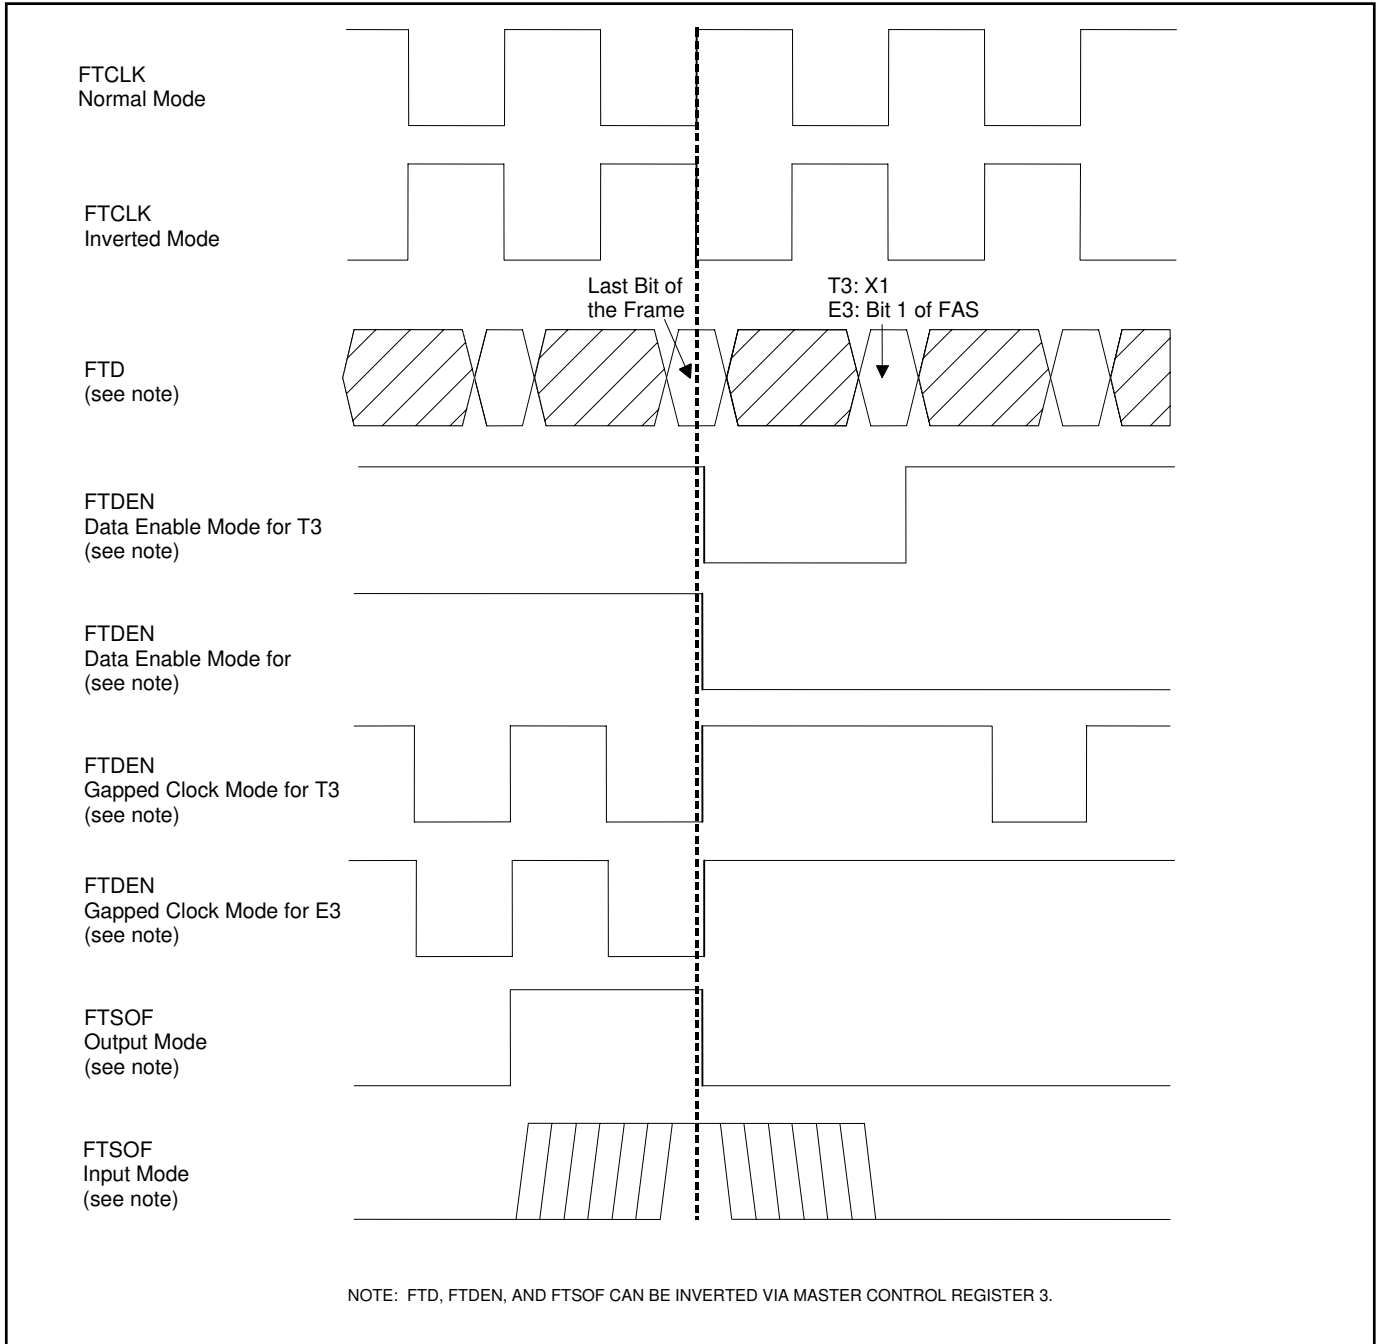 FTCLK
Normal Mode
FTCLK
Inverted Mode
Last Bit of
the Frame
T3: X1
E3: Bit 1 of FAS
FTD
(see note)
FTDEN
Data Enable Mode for T3
(see note)
FTDEN
Data Enable Mode for
(see note)
FTDEN
Gapped Clock Mode for T3
(see note)
FTDEN
Gapped Clock Mode for E3
(see note)
FTSOF
Output Mode
(see note)
FTSOF
Input Mode
(see note)
NOTE: FTD, FTDEN, AND FTSOF CAN BE INVERTED VIA MASTER CONTROL REGISTER 3.